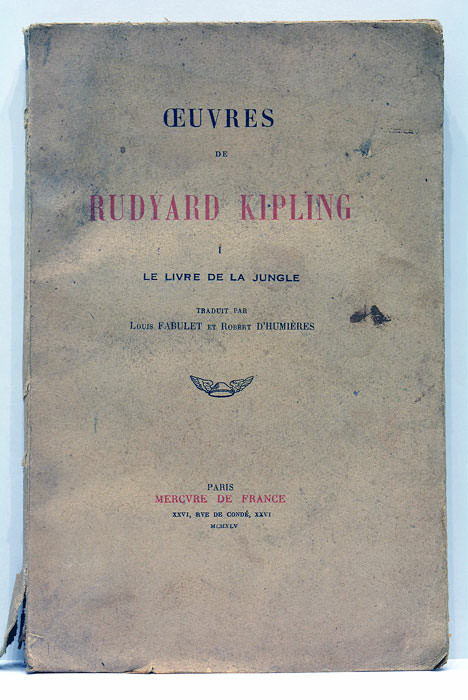 ŒUVRES
DE
RUDYARD KIPLING
I
LE LIVRE DE LA JUNGLE
TRADUIT PAR
LOUIS FABULET ET ROBERT D'HUMIÈRES
PARIS
MERCVRE DE FRANCE
XXVI, RVE DE CONDÉ, XXVI
MCMXLV